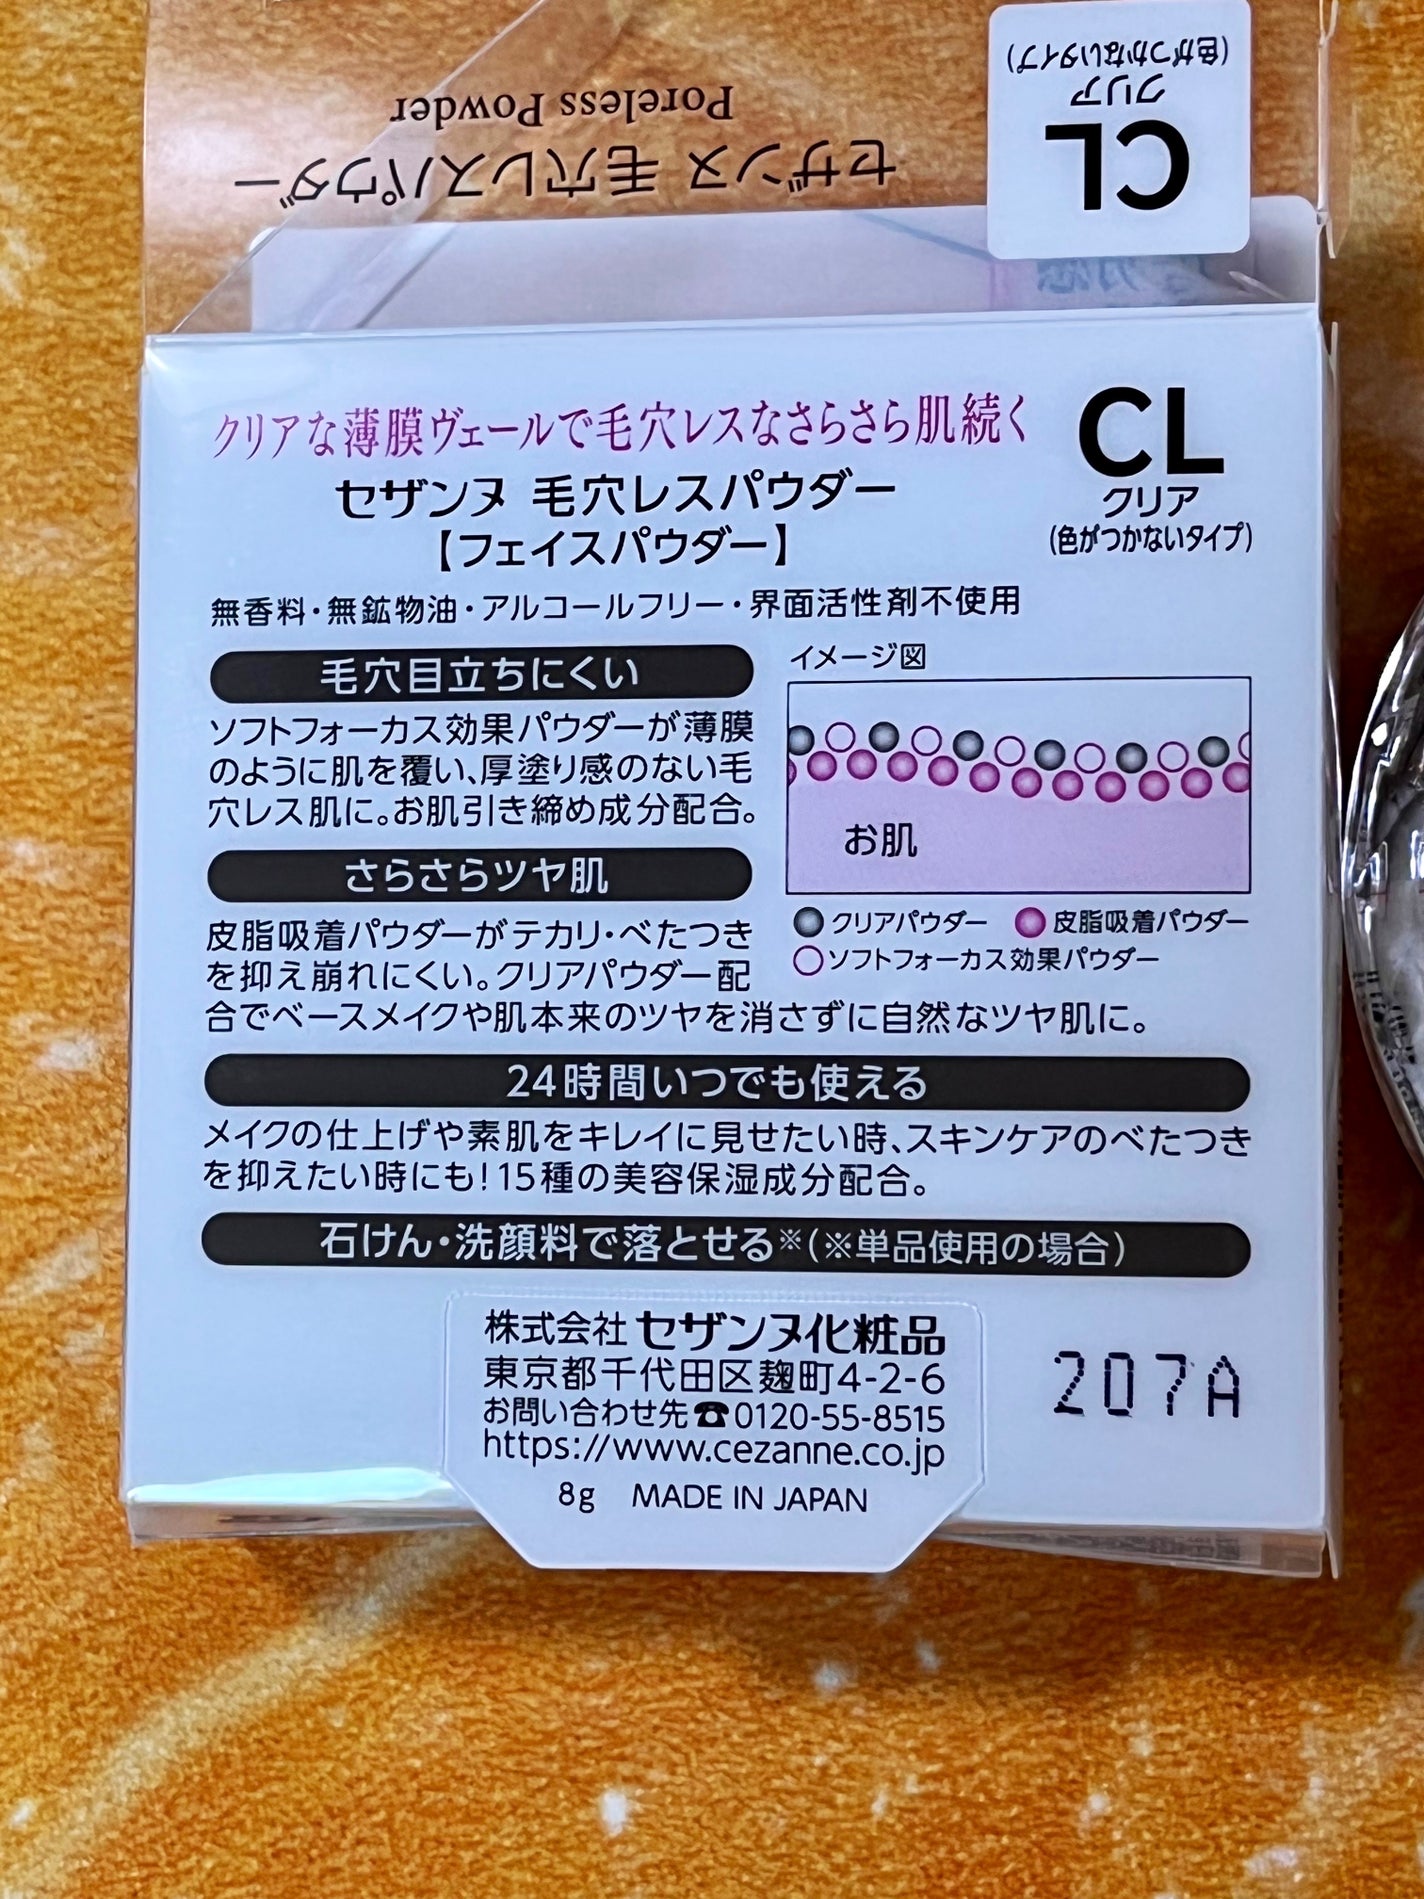 CL
クリア
(色がつかないタイプ)
セザンヌ 毛穴レスパウダー
Poreless Powder
クリアな薄膜ヴェールで毛穴レスなさらさら肌続く
セザンヌ 毛穴レスパウダー
【フェイスパウダー】
CL
クリア
(色がつかないタイプ)
無香料・無鉱物油・アルコールフリー・界面活性剤不使用
毛穴目立ちにくい
ソフトフォーカス効果パウダーが薄膜
のように肌を覆い、厚塗り感のない毛
穴レス肌に。お肌引き締め成分配合。
イメージ図
お肌
クリアパウダー 皮脂吸着パウダー
ソフトフォーカス効果パウダー
さらさらツヤ肌
皮脂吸着パウダーがテカリ・べたつき
を抑え崩れにくい。クリアパウダー配
合でベースメイクや肌本来のツヤを消さずに自然なツヤ肌に。
24時間いつでも使える
メイクの仕上げや素肌をキレイに見せたい時、スキンケアのべたつき
を抑えたい時にも!15種の美容保湿成分配合。
石けん・洗顔料で落とせる※(※単品使用の場合)
株式会社 セザンヌ化粧品
東京都千代田区麹町4-2-6
お問い合わせ先☎0120-55-8515
https://www.cezanne.co.jp
8g MADE IN JAPAN
207A